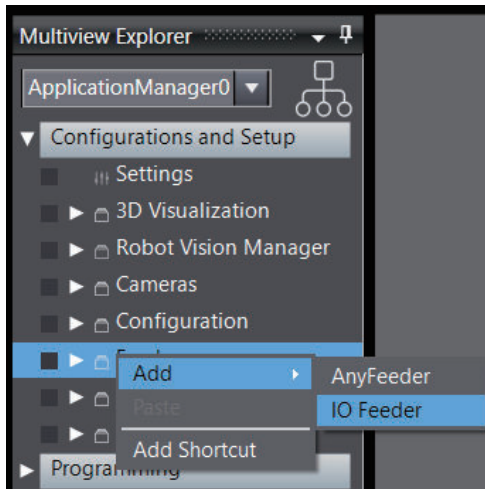 Multiview Explorer
ApplicationManager0
Configurations and Setup
Settings
3D Visualization
Robot Vision Manager
Cameras
Configuration
Add
AnyFeeder
Paste
IO Feeder
Add Shortcut
Programming